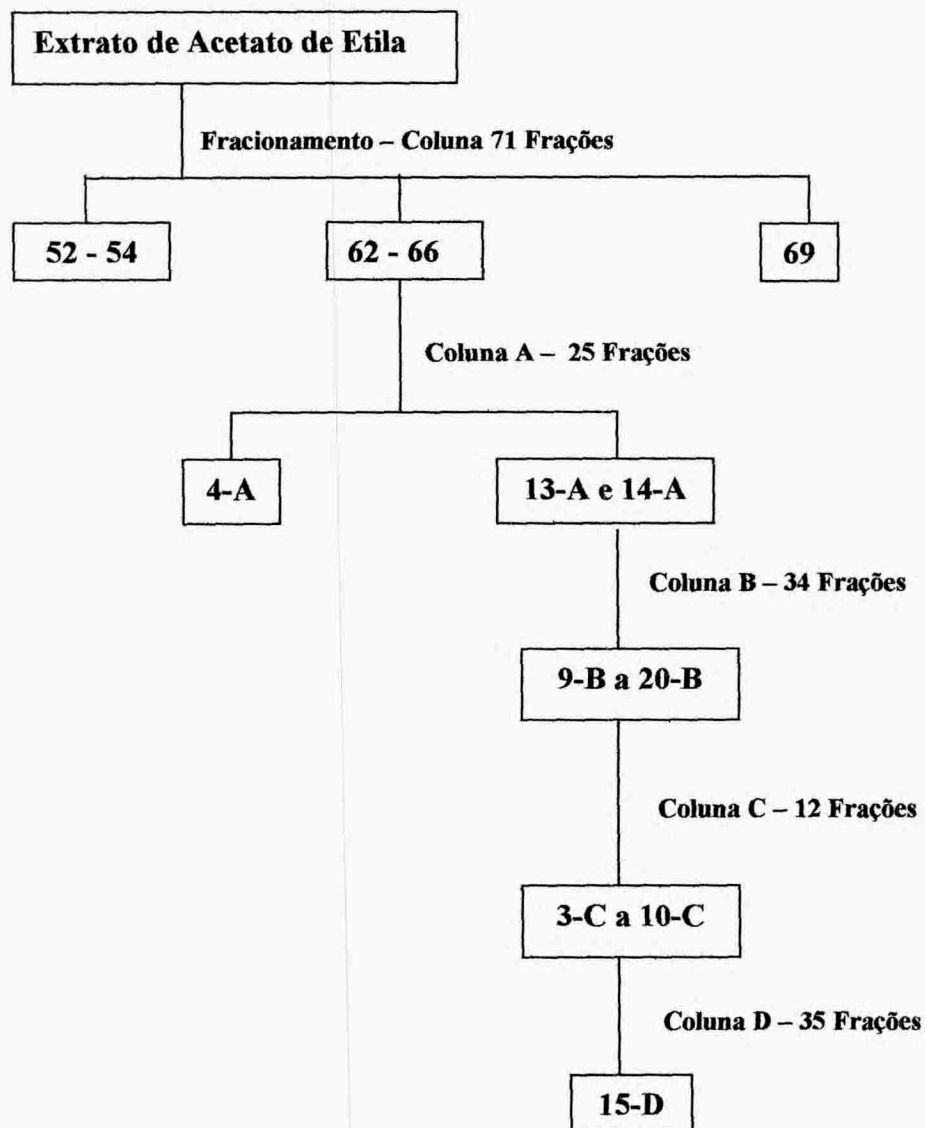 Extrato de Acetato de Etila
Fracionamento – Coluna 71 Frações
52 - 54
62 - 66
69
Coluna A – 25 Frações
4-A
13-A e 14-A
Coluna B – 34 Frações
9-B a 20-B
Coluna C – 12 Frações
3-C a 10-C
Coluna D – 35 Frações
15-D